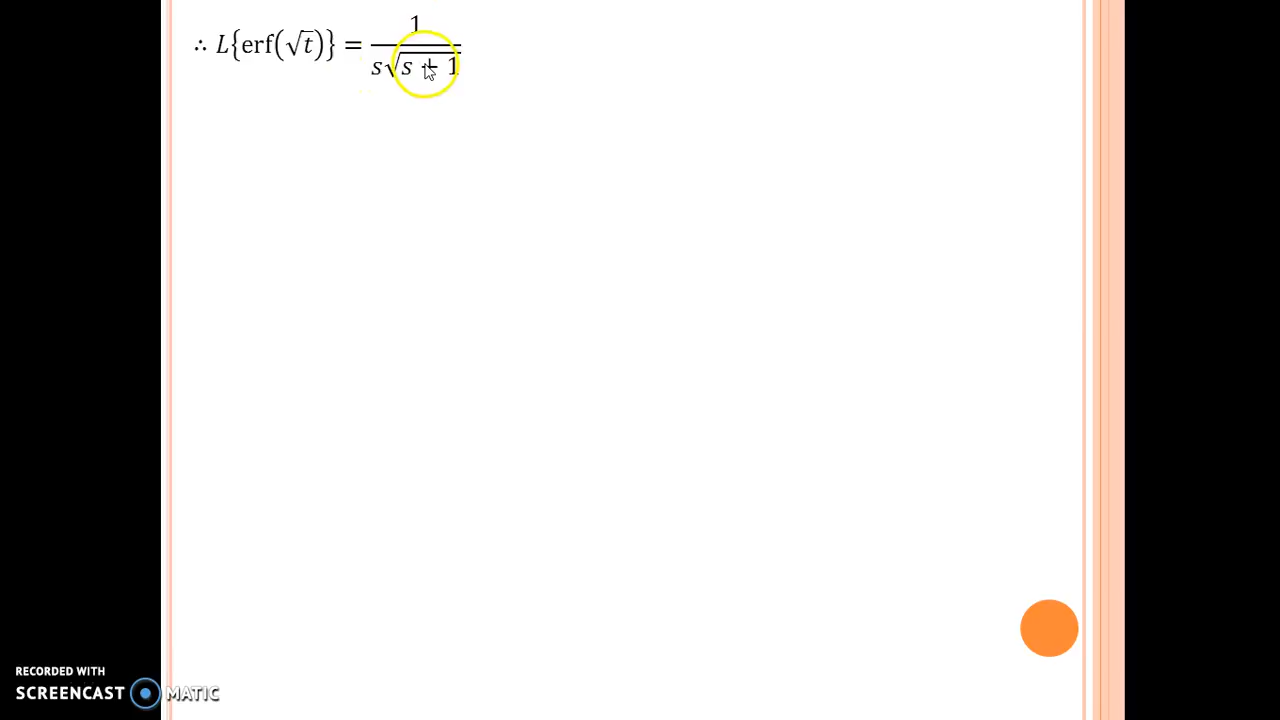 ∴ L{erf(√t)} = 1 / s√(s + 1)
RECORDED WITH
SCREENCAST MATIC